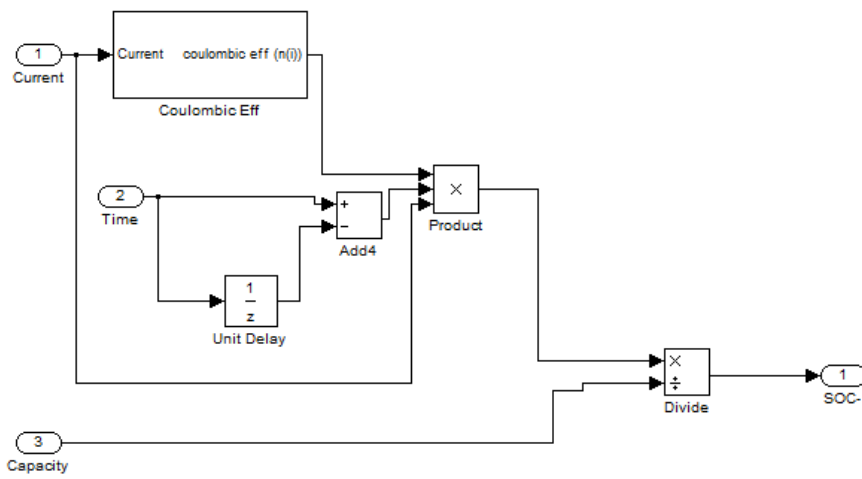 1
Current
Current
coulombic eff (n(i))
Coulombic Eff
2
Time
+
−
Add4
×
Product
1
z
Unit Delay
×
÷
Divide
1
SOC-
3
Capacity